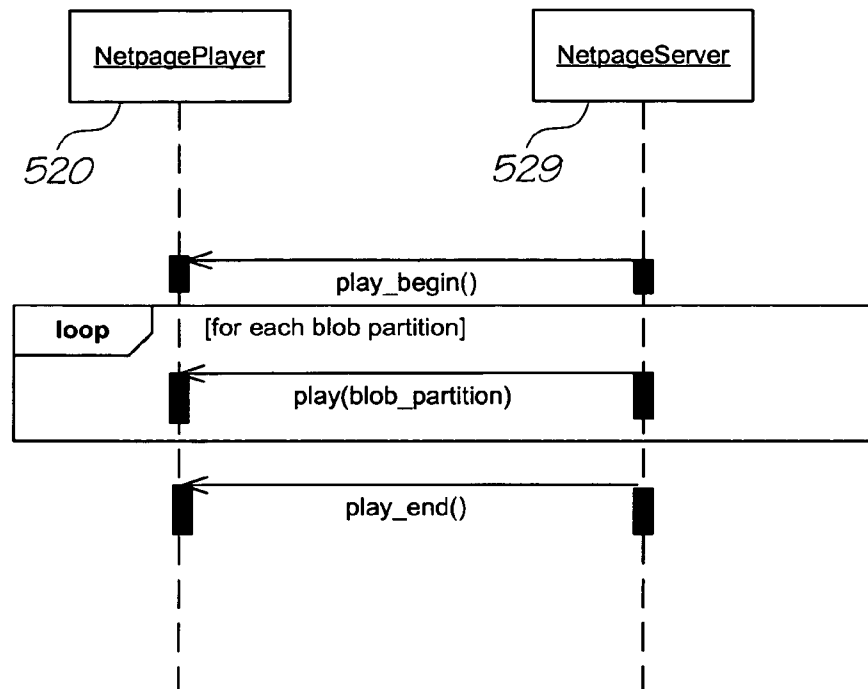 NetpagePlayer
NetpageServer
520
529
play_begin()
loop
[for each blob partition]
play(blob_partition)
play_end()